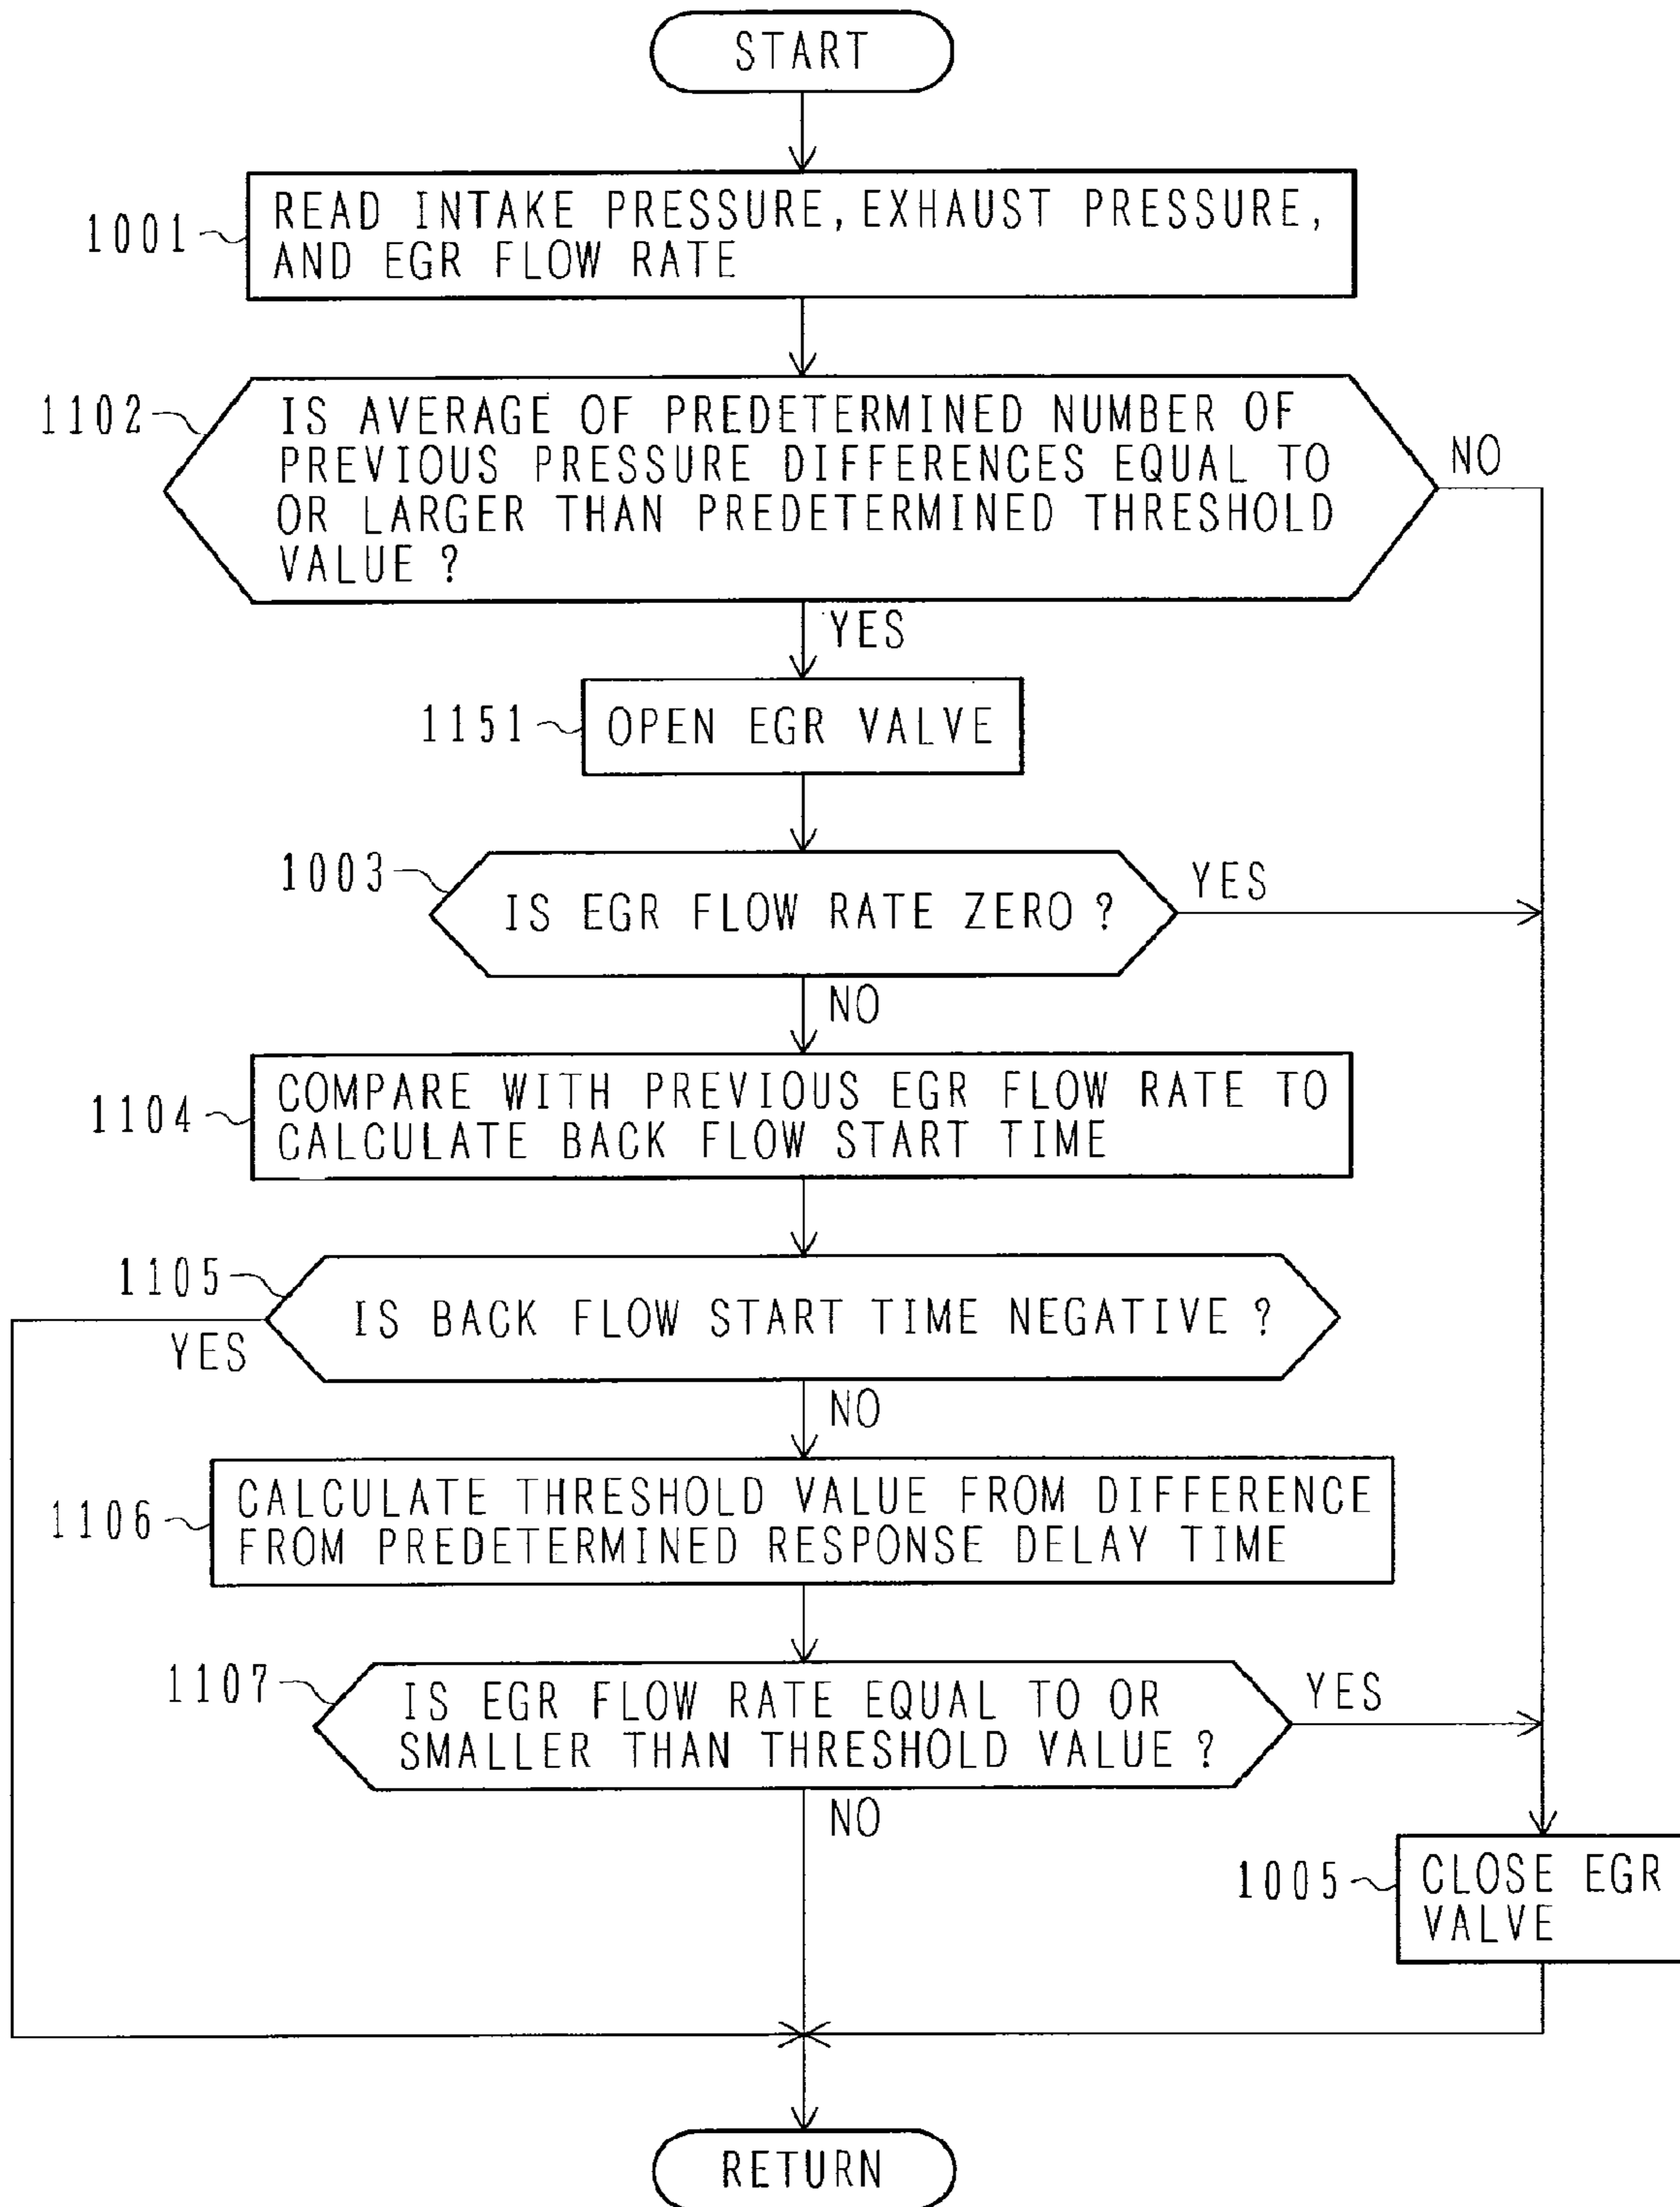 START
1001
READ INTAKE PRESSURE, EXHAUST PRESSURE,
AND EGR FLOW RATE
1102
IS AVERAGE OF PREDETERMINED NUMBER OF
PREVIOUS PRESSURE DIFFERENCES EQUAL TO
OR LARGER THAN PREDETERMINED THRESHOLD
VALUE ?
NO
YES
1151
OPEN EGR VALVE
1003
IS EGR FLOW RATE ZERO ?
YES
NO
1104
COMPARE WITH PREVIOUS EGR FLOW RATE TO
CALCULATE BACK FLOW START TIME
1105
IS BACK FLOW START TIME NEGATIVE ?
YES
NO
1106
CALCULATE THRESHOLD VALUE FROM DIFFERENCE
FROM PREDETERMINED RESPONSE DELAY TIME
1107
IS EGR FLOW RATE EQUAL TO OR
SMALLER THAN THRESHOLD VALUE ?
YES
NO
1005
CLOSE EGR
VALVE
RETURN